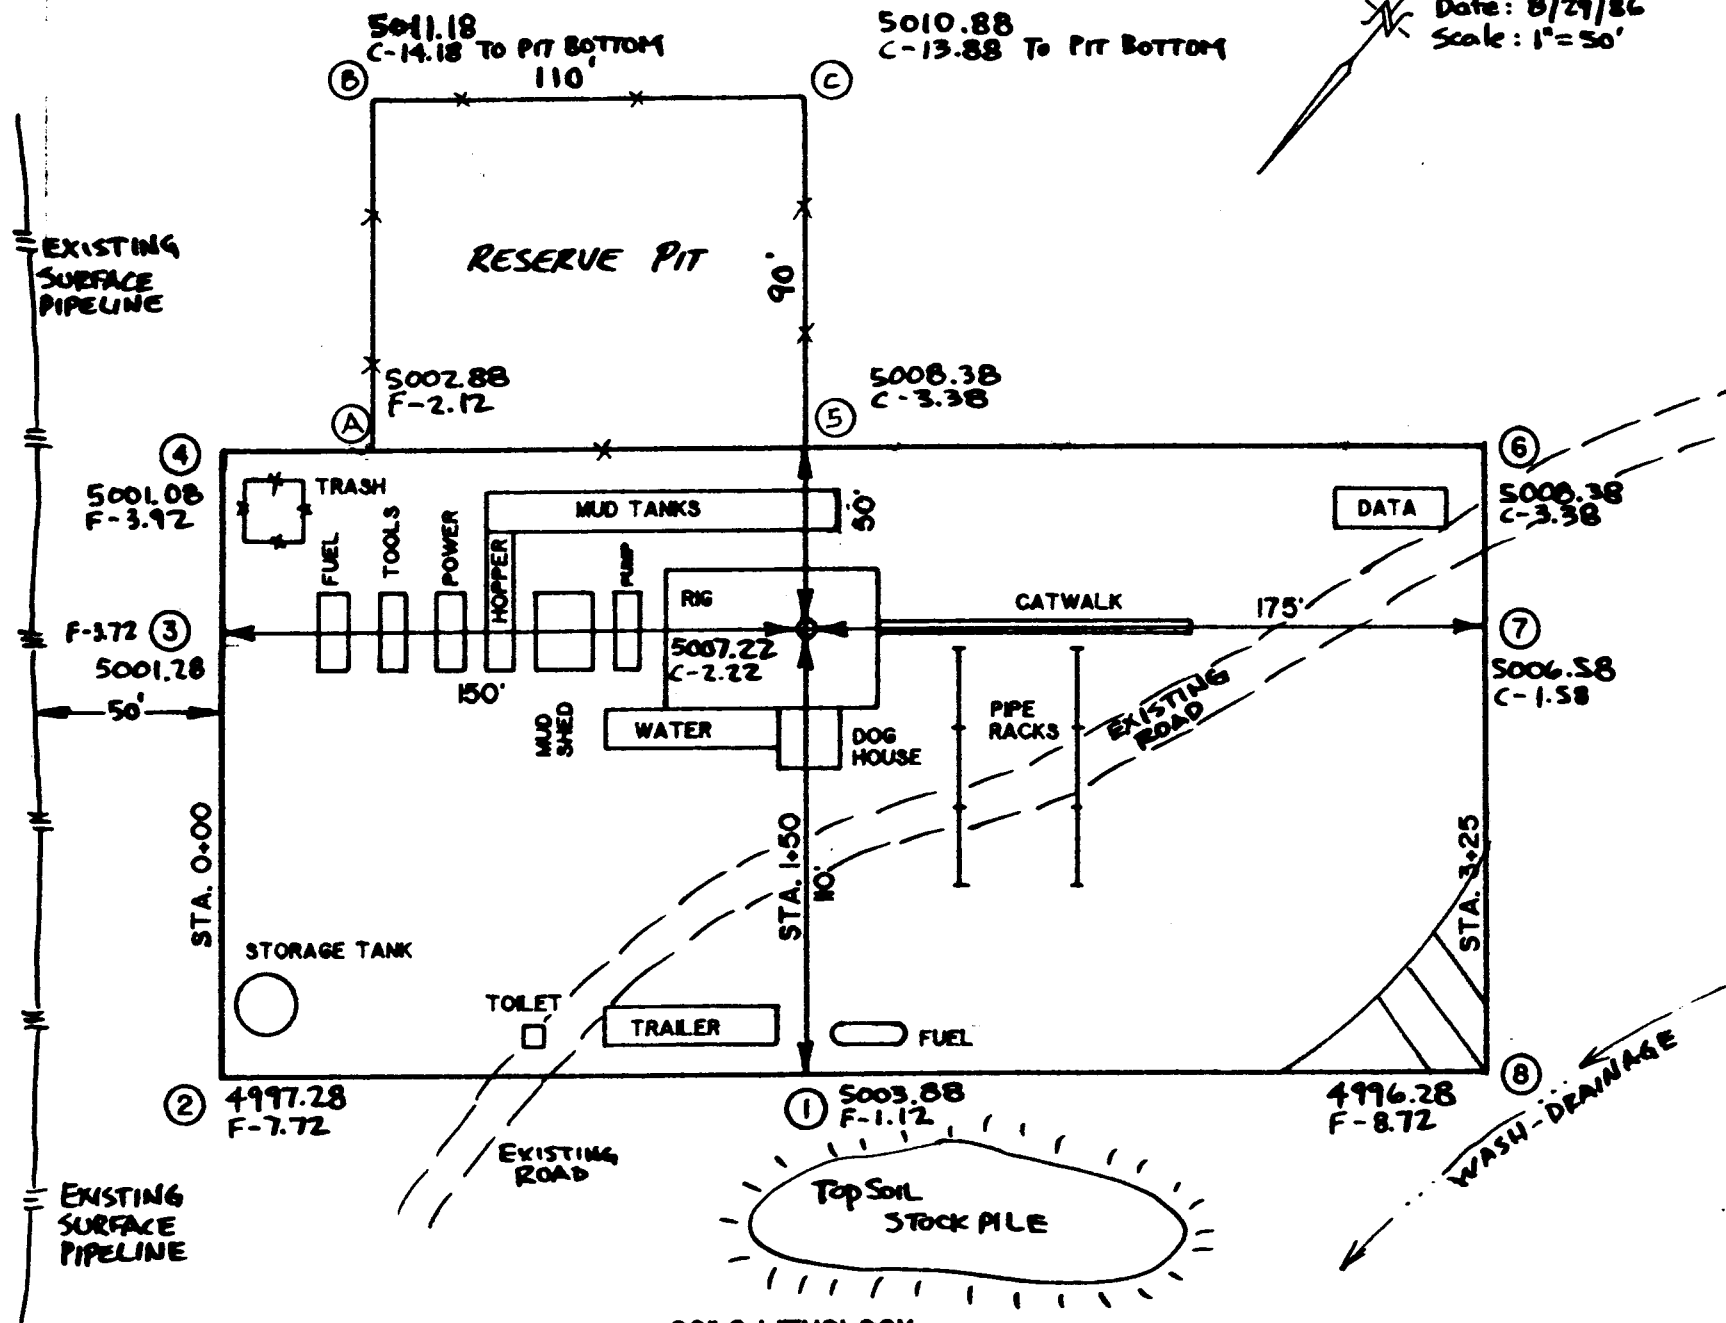 5011.18
C-14.18 TO PIT BOTTOM
110'
5010.88
C-13.88 TO PIT BOTTOM
Date: 8/29/86
Scale: 1"=50'
B
C
EXISTING
SURFACE
PIPELINE
RESERVE PIT
90'
5002.88
F-2.12
A
5008.38
C-3.38
5
4
5001.08
F-3.92
6
5008.38
C-3.38
TRASH
MUD TANKS
50'
DATA
FUEL
TOOLS
POWER
HOPPER
PUMP
RIG
CATWALK
175'
F-3.72
3
5001.28
5007.22
C-2.22
7
5006.58
C-1.58
50'
150'
MUD
SHED
WATER
DOG
HOUSE
PIPE
RACKS
EXISTING
ROAD
STA. 0+00
STA. 1+50
110'
STA. 3+25
STORAGE TANK
TOILET
TRAILER
FUEL
2
4997.28
F-7.72
1
5003.88
F-1.12
4996.28
F-8.72
8
WASH-DRAINAGE
EXISTING
ROAD
TOP SOIL
STOCK PILE
EXISTING
SURFACE
PIPELINE